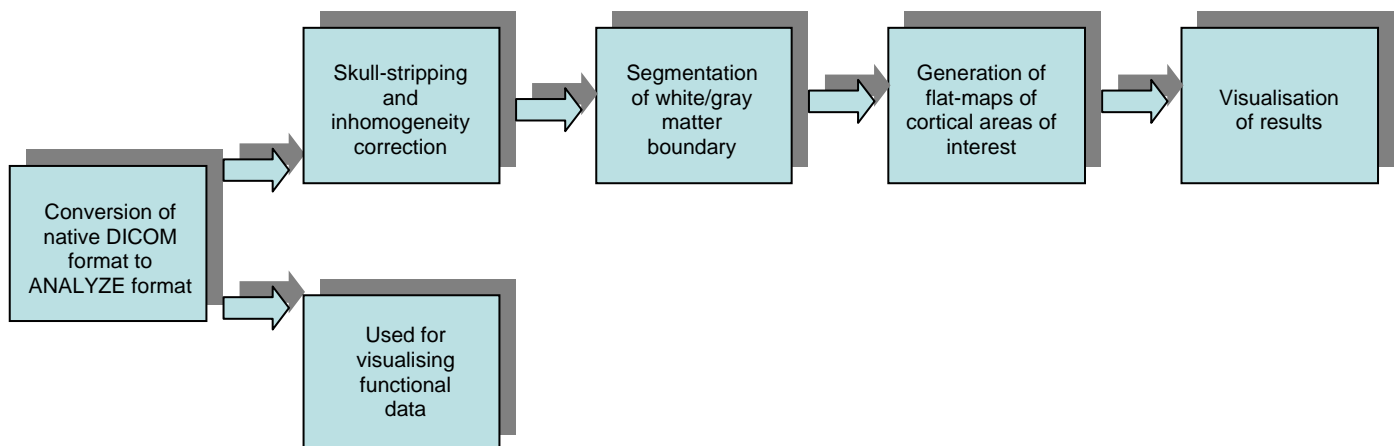 Conversion of
native DICOM
format to
ANALYZE format
Skull-stripping
and
inhomogeneity
correction
Segmentation
of white/gray
matter
boundary
Generation of
flat-maps of
cortical areas of
interest
Visualisation
of results
Used for
visualising
functional
data